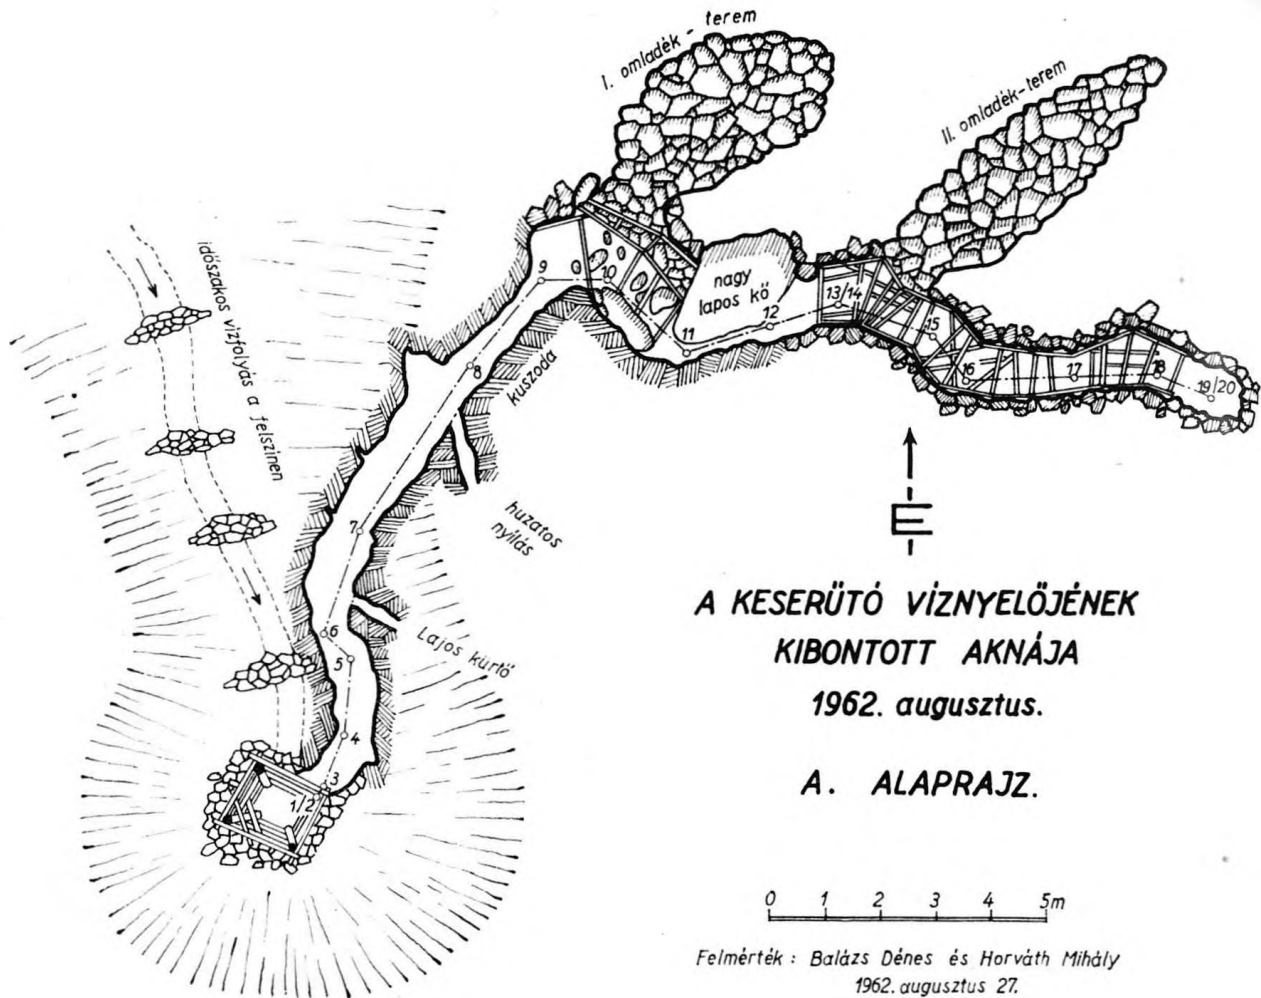 I. omladék - terem
II. omladék-terem
időszakos vízfolyás a felszínen
nagy
lapos kő
kuszoda
huzatos
nyílás
Lajos kürtő
1/2
3
4
5
6
7
8
9
10
11
12
13/14
15
16
17
18
19/20
É
A KESERÜTÓ VÍZNYELŐJÉNEK
KIBONTOTT AKNÁJA
1962. augusztus.
A. ALAPRAJZ.
0 1 2 3 4 5m
Felmérték : Balázs Dénes és Horváth Mihály
1962. augusztus 27.